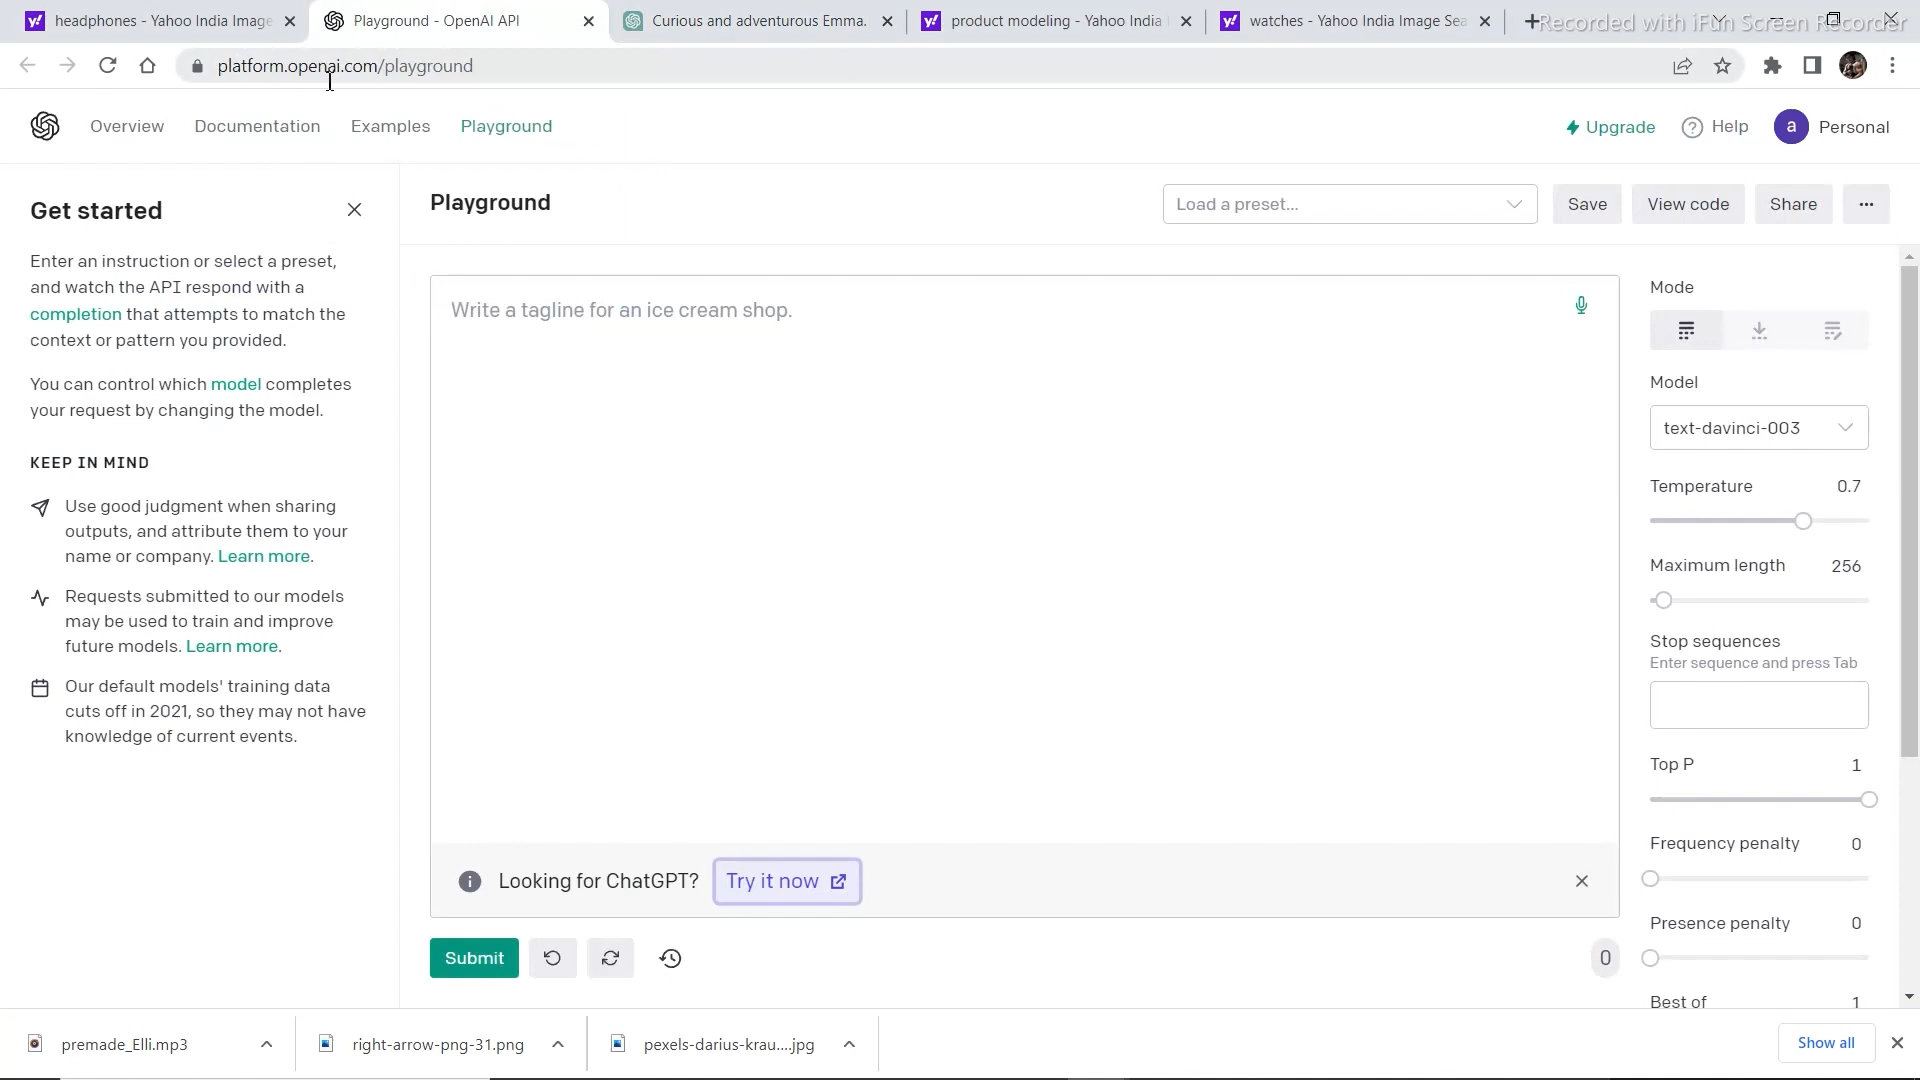 headphones - Yahoo India Image
Playground - OpenAI API
Curious and adventurous Emma.
product modeling - Yahoo India I
watches - Yahoo India Image Sea
Recorded with iFun Screen Recorder
platform.openai.com/playground
Overview
Documentation
Examples
Playground
Upgrade
Help
a
Personal
Get started
Enter an instruction or select a preset,
and watch the API respond with a
completion that attempts to match the
context or pattern you provided.
You can control which model completes
your request by changing the model.
KEEP IN MIND
Use good judgment when sharing
outputs, and attribute them to your
name or company. Learn more.
Requests submitted to our models
may be used to train and improve
future models. Learn more.
Our default models' training data
cuts off in 2021, so they may not have
knowledge of current events.
Playground
Load a preset...
Save
View code
Share
...
Write a tagline for an ice cream shop.
Looking for ChatGPT?
Try it now
Submit
0
Mode
Model
text-davinci-003
Temperature 0.7
Maximum length 256
Stop sequences
Enter sequence and press Tab
Top P 1
Frequency penalty 0
Presence penalty 0
Best of 1
premade_Elli.mp3
right-arrow-png-31.png
pexels-darius-krau....jpg
Show all